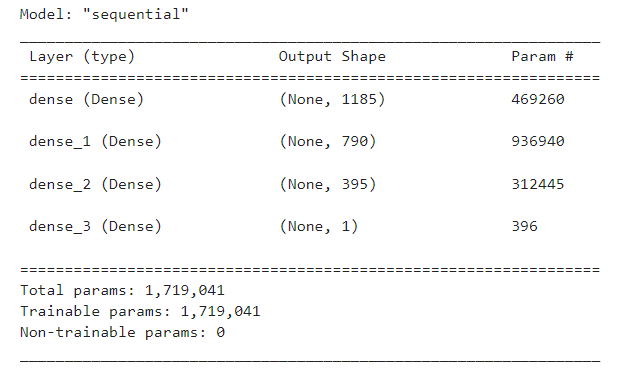 Model: "sequential"
Layer (type) Output Shape Param #
dense (Dense) (None, 1185) 469260
dense_1 (Dense) (None, 790) 936940
dense_2 (Dense) (None, 395) 312445
dense_3 (Dense) (None, 1) 396
Total params: 1,719,041
Trainable params: 1,719,041
Non-trainable params: 0